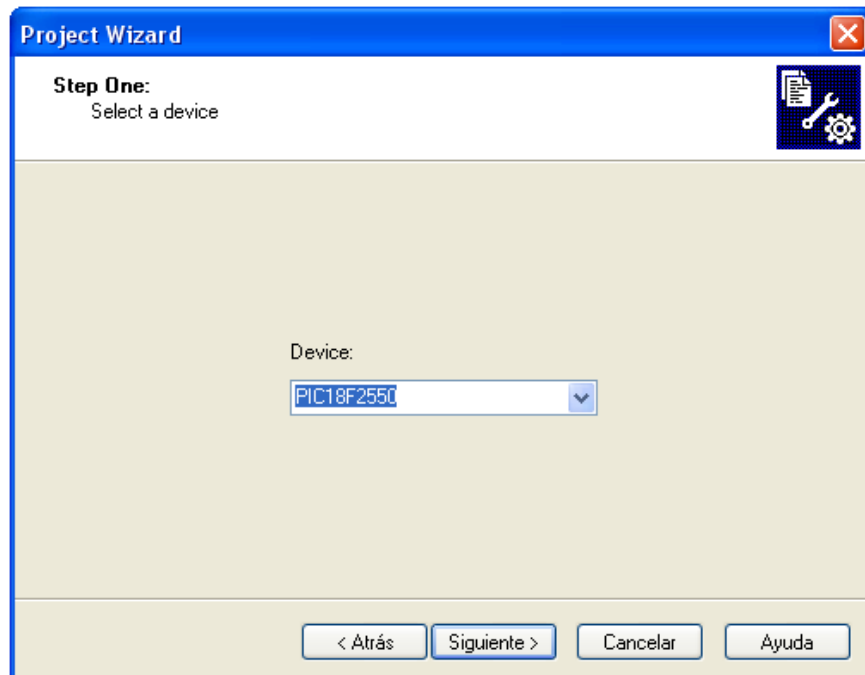 Project Wizard
Step One:
Select a device
Device:
PIC18F2550
< Atrás Siguiente > Cancelar Ayuda